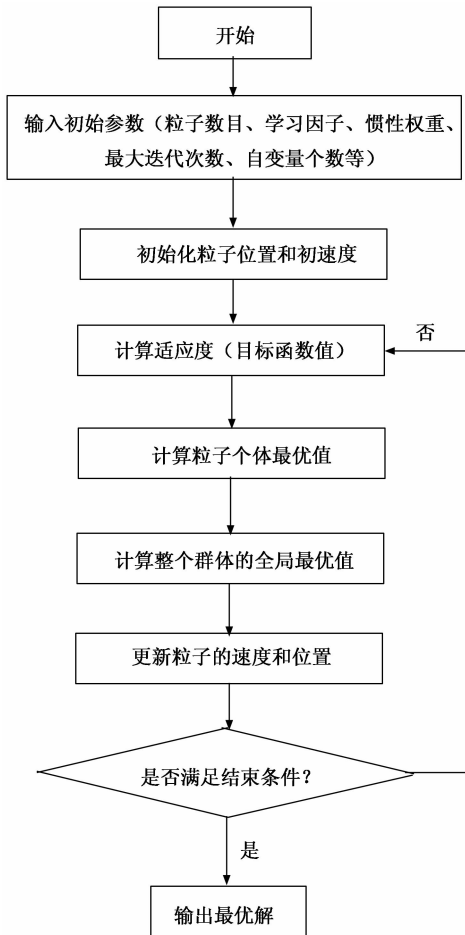 开始
输入初始参数（粒子数目、学习因子、惯性权重、
最大迭代次数、自变量个数等）
初始化粒子位置和初速度
计算适应度（目标函数值）
否
计算粒子个体最优值
计算整个群体的全局最优值
更新粒子的速度和位置
是否满足结束条件？
是
输出最优解